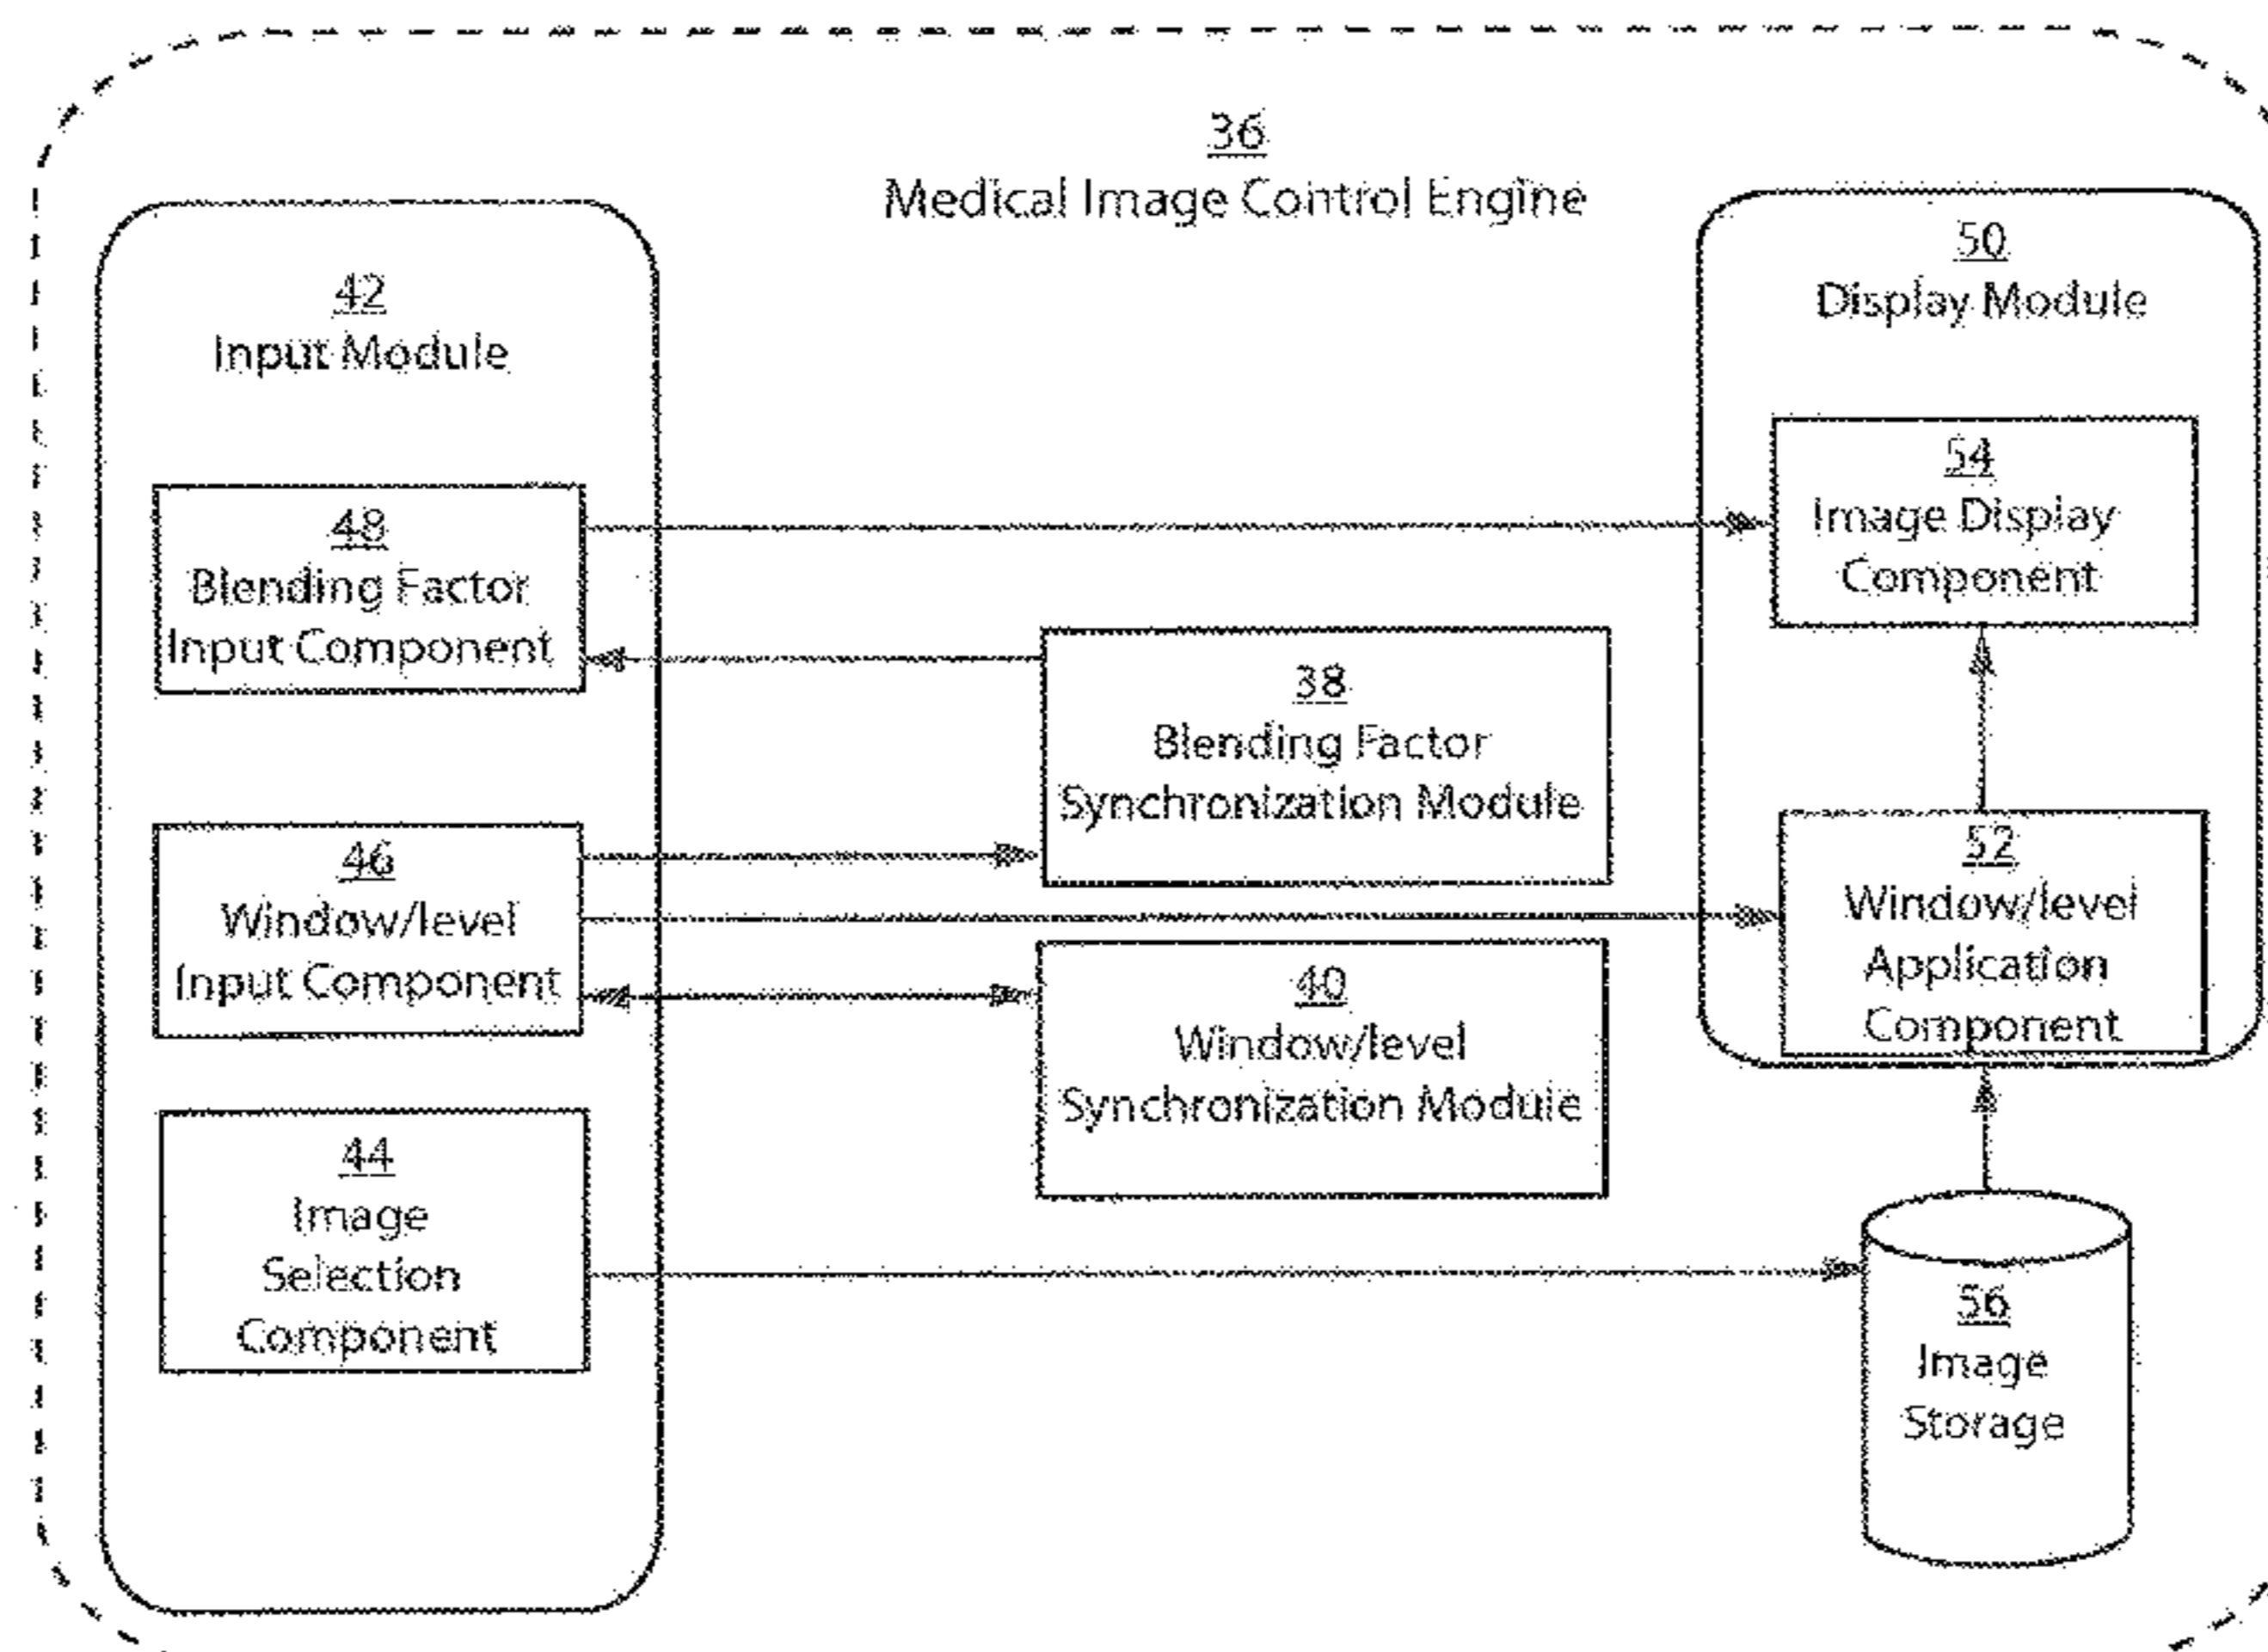 36
Medical Image Control Engine
42
Input Module
48
Blending Factor
Input Component
46
Window/level
Input Component
44
Image
Selection
Component
38
Blending Factor
Synchronization Module
40
Window/level
Synchronization Module
50
Display Module
54
Image Display
Component
52
Window/level
Application
Component
56
Image
Storage